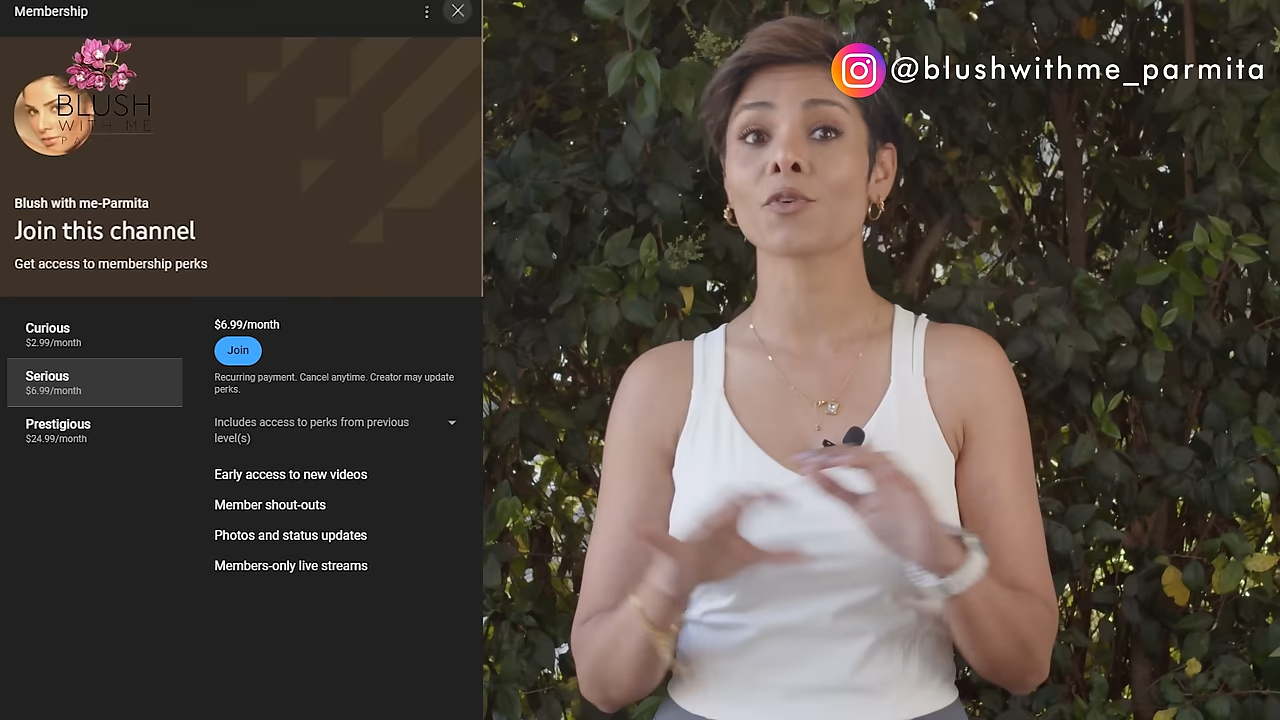 Membership
BLUSH
WITH ME
Blush with me-Parmita
Join this channel
Get access to membership perks
Curious
$2.99/month
Serious
$6.99/month
Prestigious
$24.99/month
$6.99/month
Join
Recurring payment. Cancel anytime. Creator may update
perks.
Includes access to perks from previous
level(s)
Early access to new videos
Member shout-outs
Photos and status updates
Members-only live streams
@blushwithme_parmita